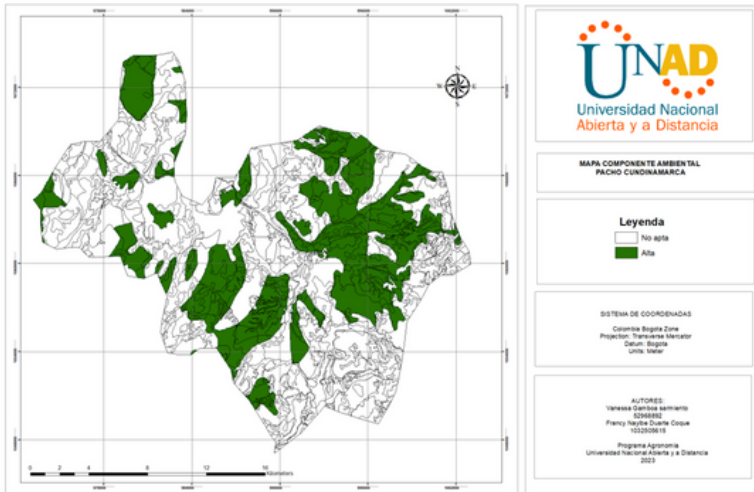 UNAD
Universidad Nacional
Abierta y a Distancia
MAPA COMPONENTE AMBIENTAL
PACHO CUNDINAMARCA
Leyenda
No apta
Alta
SISTEMA DE COORDENADAS
Colombia Bogota Zone
Projection: Transverse Mercator
Datum: Bogota
Units: Meter
AUTORES:
Vanessa Gamboa sarmiento
52968892
Francy Nayibe Duarte Coque
1032505615
Programa Agronomia
Universidad Nacional Abierta y a Distancia
2023
N
W E
S
0 2 4 8 12 16
Kilometers